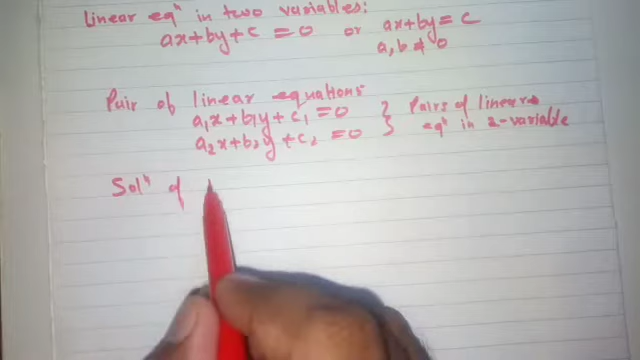 Linear eqⁿ in two variables:
ax+by+c = 0 or ax+by = c
a, b ≠ 0
Pair of linear equations
a₁x + b₁y + c₁ = 0 } Pairs of linear
a₂x + b₂y + c₂ = 0 eqⁿ in 2-variable
Solⁿ of